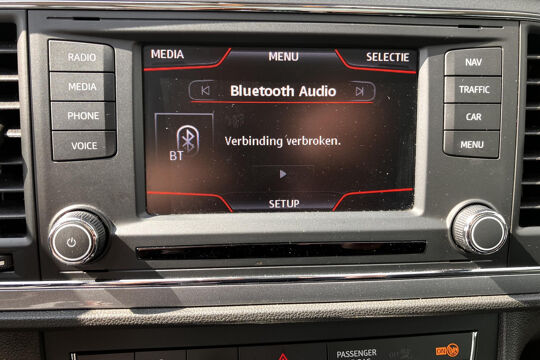 RADIO
MEDIA
PHONE
VOICE
MEDIA MENU SELECTIE
Bluetooth Audio
BT
Verbinding verbroken.
SETUP
NAV
TRAFFIC
CAR
MENU
PASSENGER